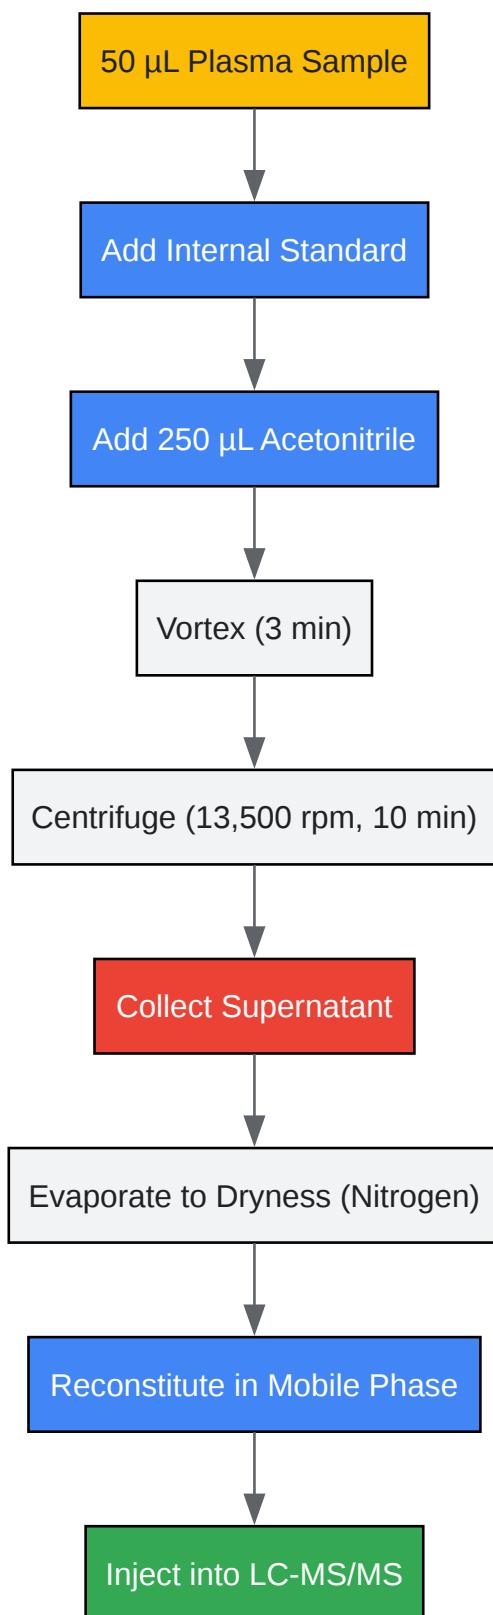 50 µL Plasma Sample
Add Internal Standard
Add 250 µL Acetonitrile
Vortex (3 min)
Centrifuge (13,500 rpm, 10 min)
Collect Supernatant
Evaporate to Dryness (Nitrogen)
Reconstitute in Mobile Phase
Inject into LC-MS/MS